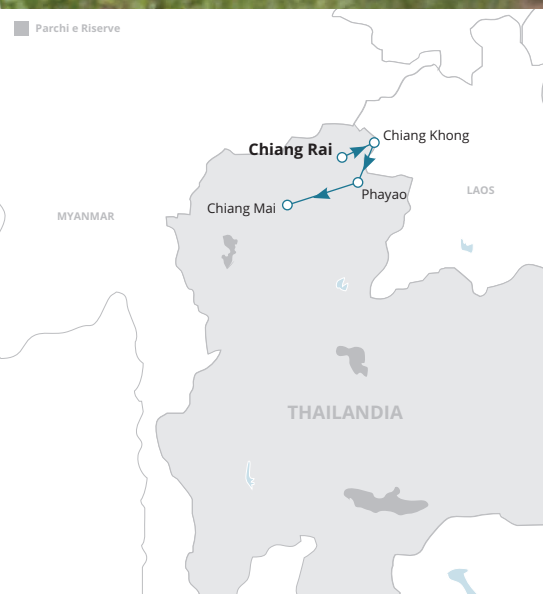 Parchi e Riserve
Chiang Khong
Chiang Rai
LAOS
Phayao
Chiang Mai
MYANMAR
THAILANDIA